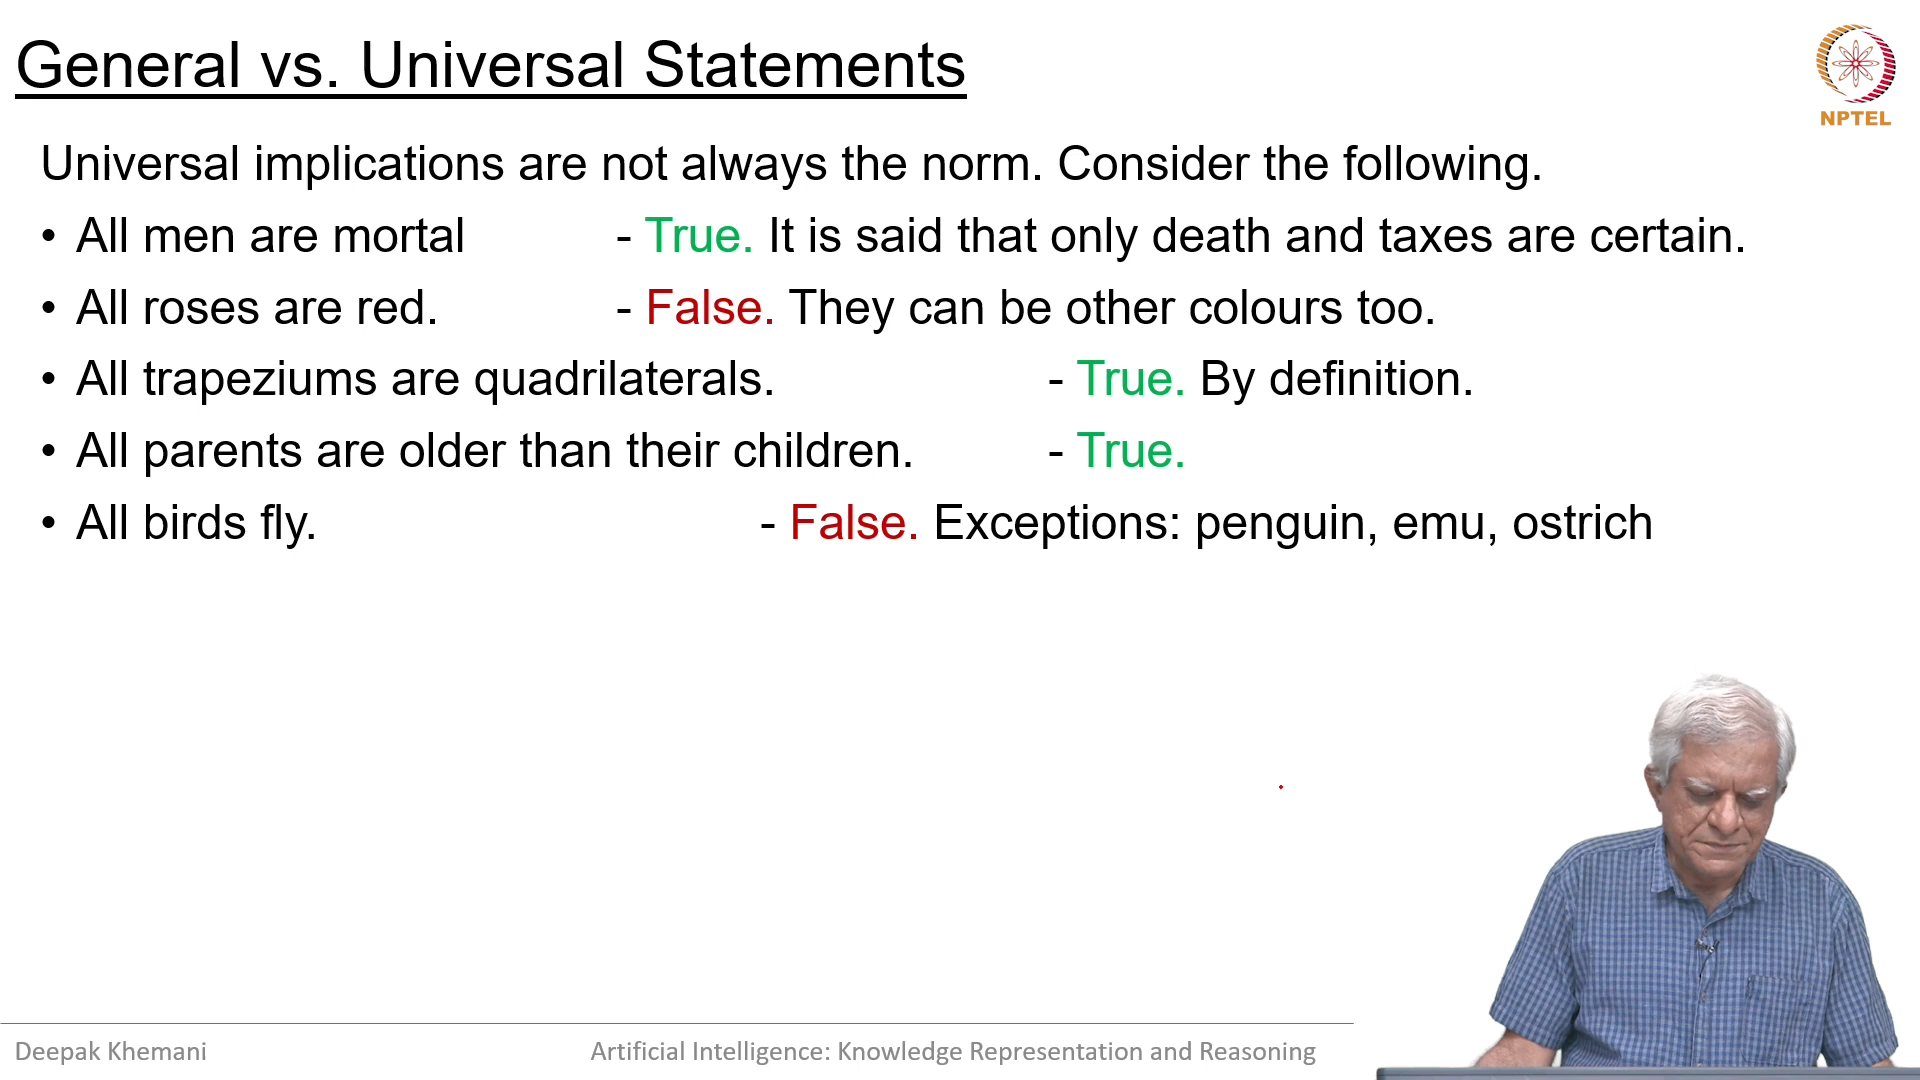 General vs. Universal Statements
NPTEL
Universal implications are not always the norm. Consider the following.
• All men are mortal - True. It is said that only death and taxes are certain.
• All roses are red. - False. They can be other colours too.
• All trapeziums are quadrilaterals. - True. By definition.
• All parents are older than their children. - True.
• All birds fly. - False. Exceptions: penguin, emu, ostrich
Deepak Khemani Artificial Intelligence: Knowledge Representation and Reasoning